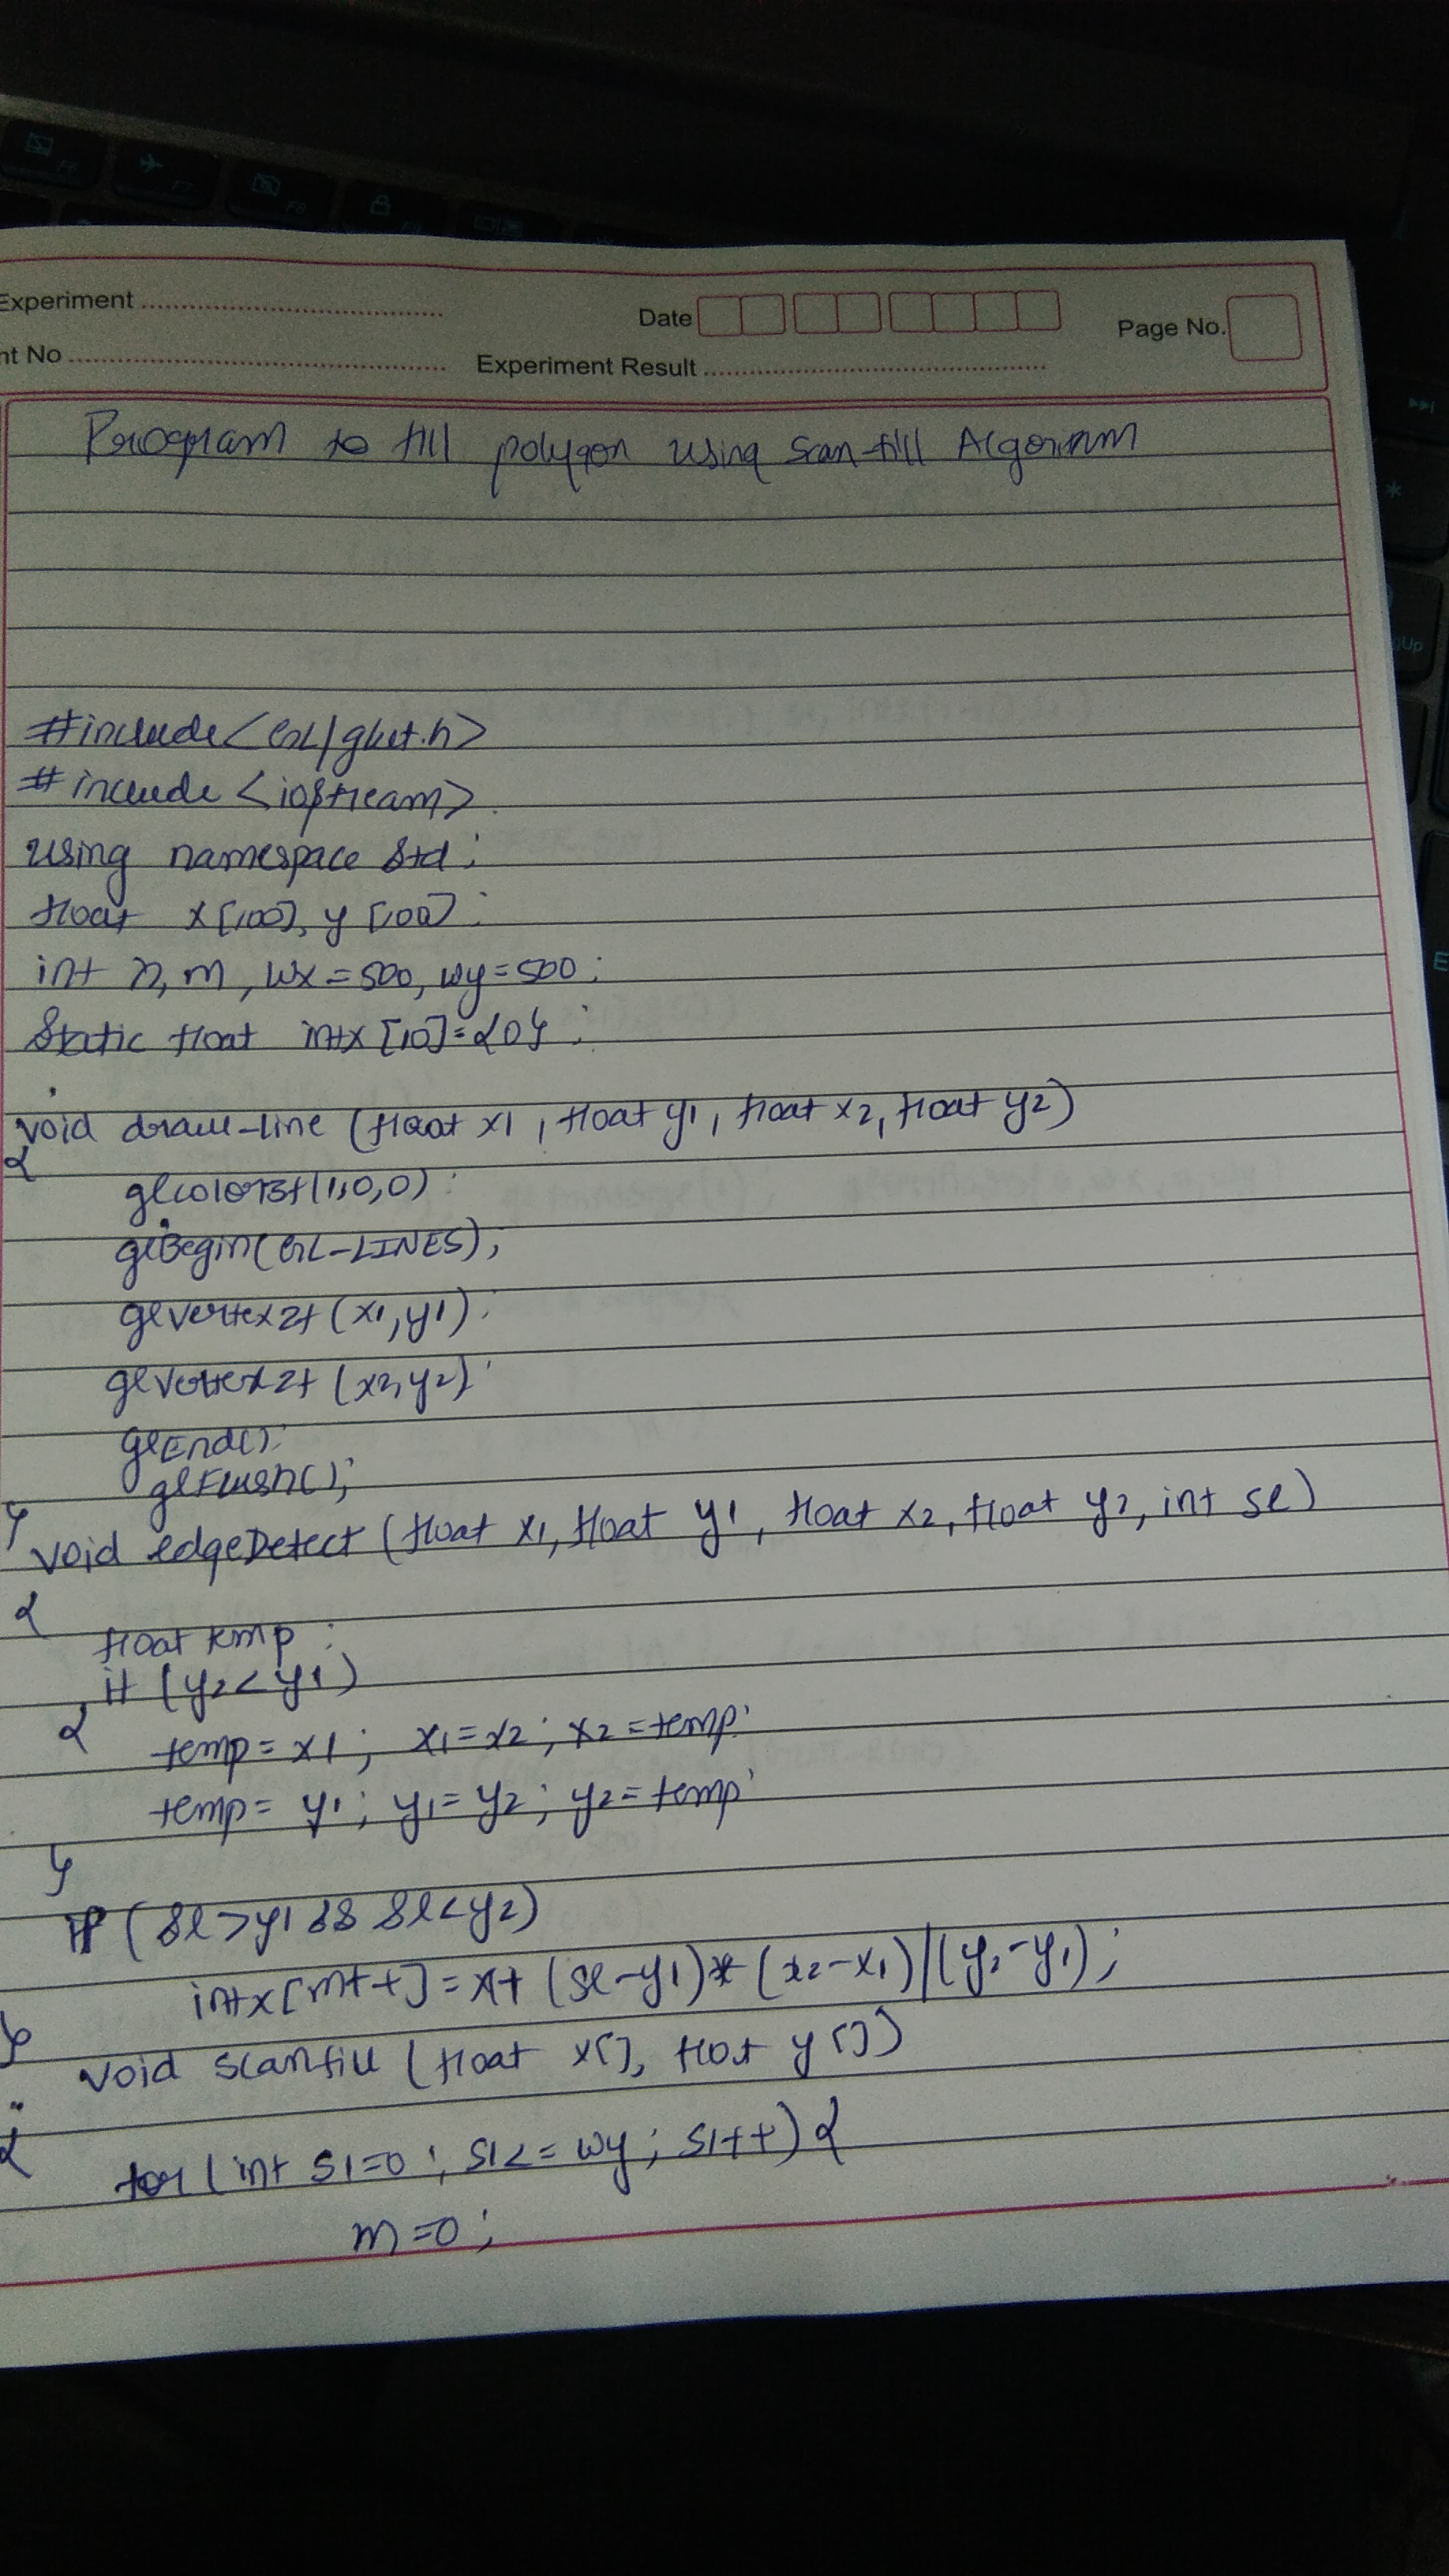 Experiment
Date
Page No.
nt No
Experiment Result
Program to fill polygon using Scan-fill Algorithm
#include<GL/glut.h>
#include <iostream>
using namespace std;
float x[100], y[100];
int n, m, wx=500, wy=500;
Static float intx[10]={0};
void draw-line (float x1, float y1, float x2, float y2)
{
glColor3f(1,0,0);
glBegin(GL-LINES);
glVertex2f (x1,y1);
glVertex2f (x2,y2);
glEnd();
glFlush();
}
void edgeDetect (float x1, float y1, float x2, float y2, int sl)
{
float temp;
if (y2<y1)
{
temp = x1; x1=x2; x2=temp;
temp= y1; y1=y2; y2=temp;
}
if (sl>y1 && sl<y2)
intx[m++]=x+ (sl-y1)*(x2-x1)/(y2-y1);
}
void scanfill (float x[], flot y[])
{
for (int s1=0; s1<=wy; s1++){
m=0;